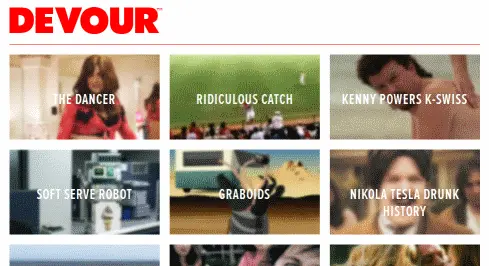 DEVOUR™
THE DANCER
RIDICULOUS CATCH
KENNY POWERS K-SWISS
SOFT SERVE ROBOT
GRABOIDS
NIKOLA TESLA DRUNK
HISTORY